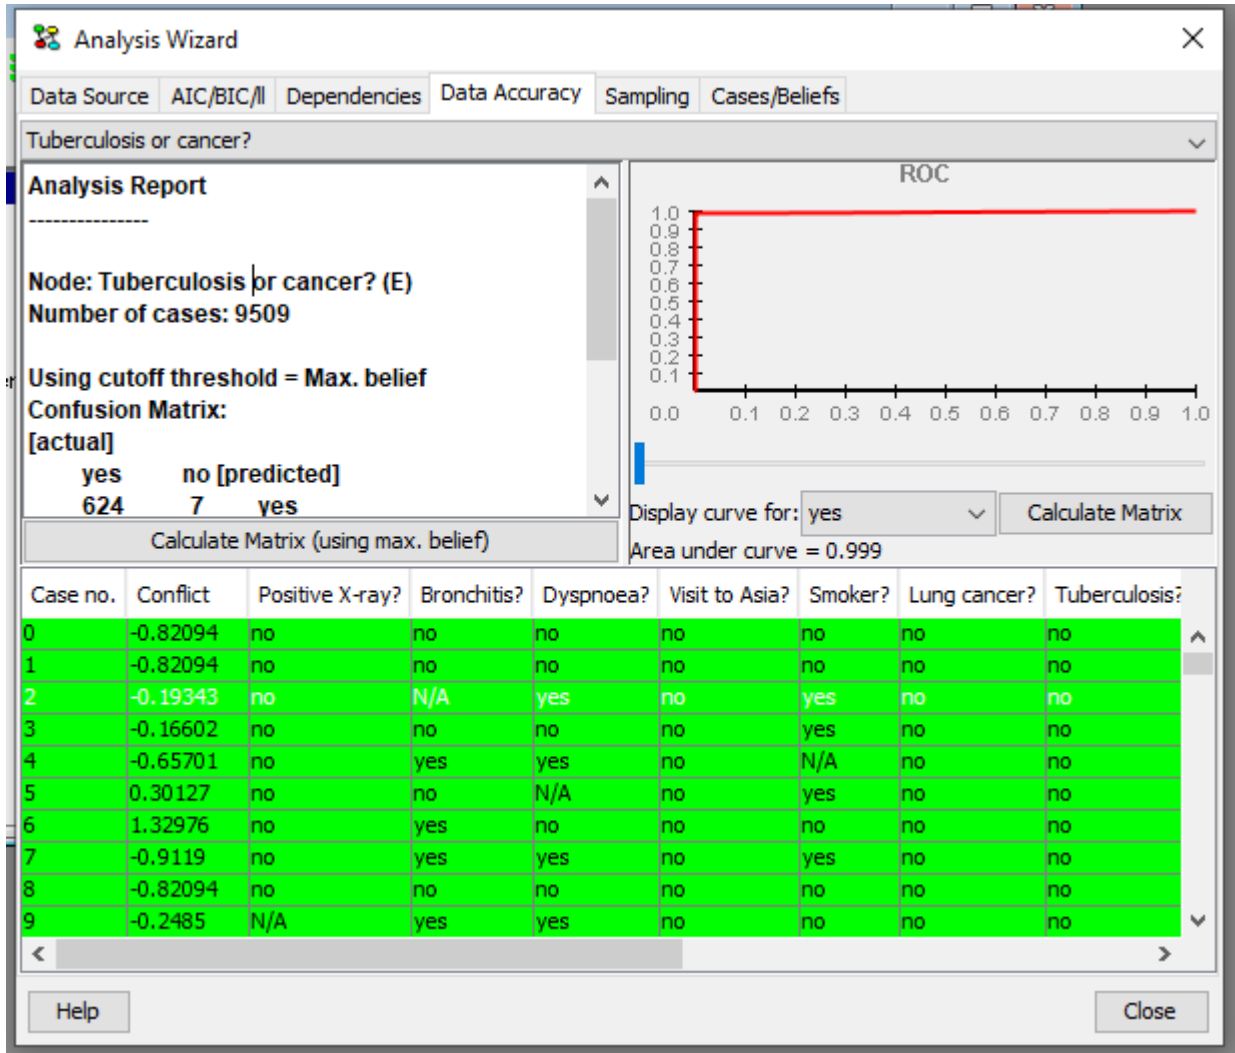 Analysis Wizard
Data Source AIC/BIC/ll Dependencies Data Accuracy Sampling Cases/Beliefs
Tuberculosis or cancer?
Analysis Report
---------------
Node: Tuberculosis or cancer? (E)
Number of cases: 9509
Using cutoff threshold = Max. belief
Confusion Matrix:
[actual]
yes no [predicted]
624 7 yes
Calculate Matrix (using max. belief)
ROC
1.0
0.9
0.8
0.7
0.6
0.5
0.4
0.3
0.2
0.1
0.0 0.1 0.2 0.3 0.4 0.5 0.6 0.7 0.8 0.9 1.0
Display curve for: yes Calculate Matrix
Area under curve = 0.999
Case no. Conflict Positive X-ray? Bronchitis? Dyspnoea? Visit to Asia? Smoker? Lung cancer? Tuberculosis?
0 -0.82094 no no no no no no no
1 -0.82094 no no no no no no no
2 -0.19343 no N/A yes no yes no no
3 -0.16602 no no no no yes no no
4 -0.65701 no yes yes no N/A no no
5 0.30127 no no N/A no yes no no
6 1.32976 no yes no no no no no
7 -0.9119 no yes yes no yes no no
8 -0.82094 no no no no no no no
9 -0.2485 N/A yes yes no no no no
Help Close